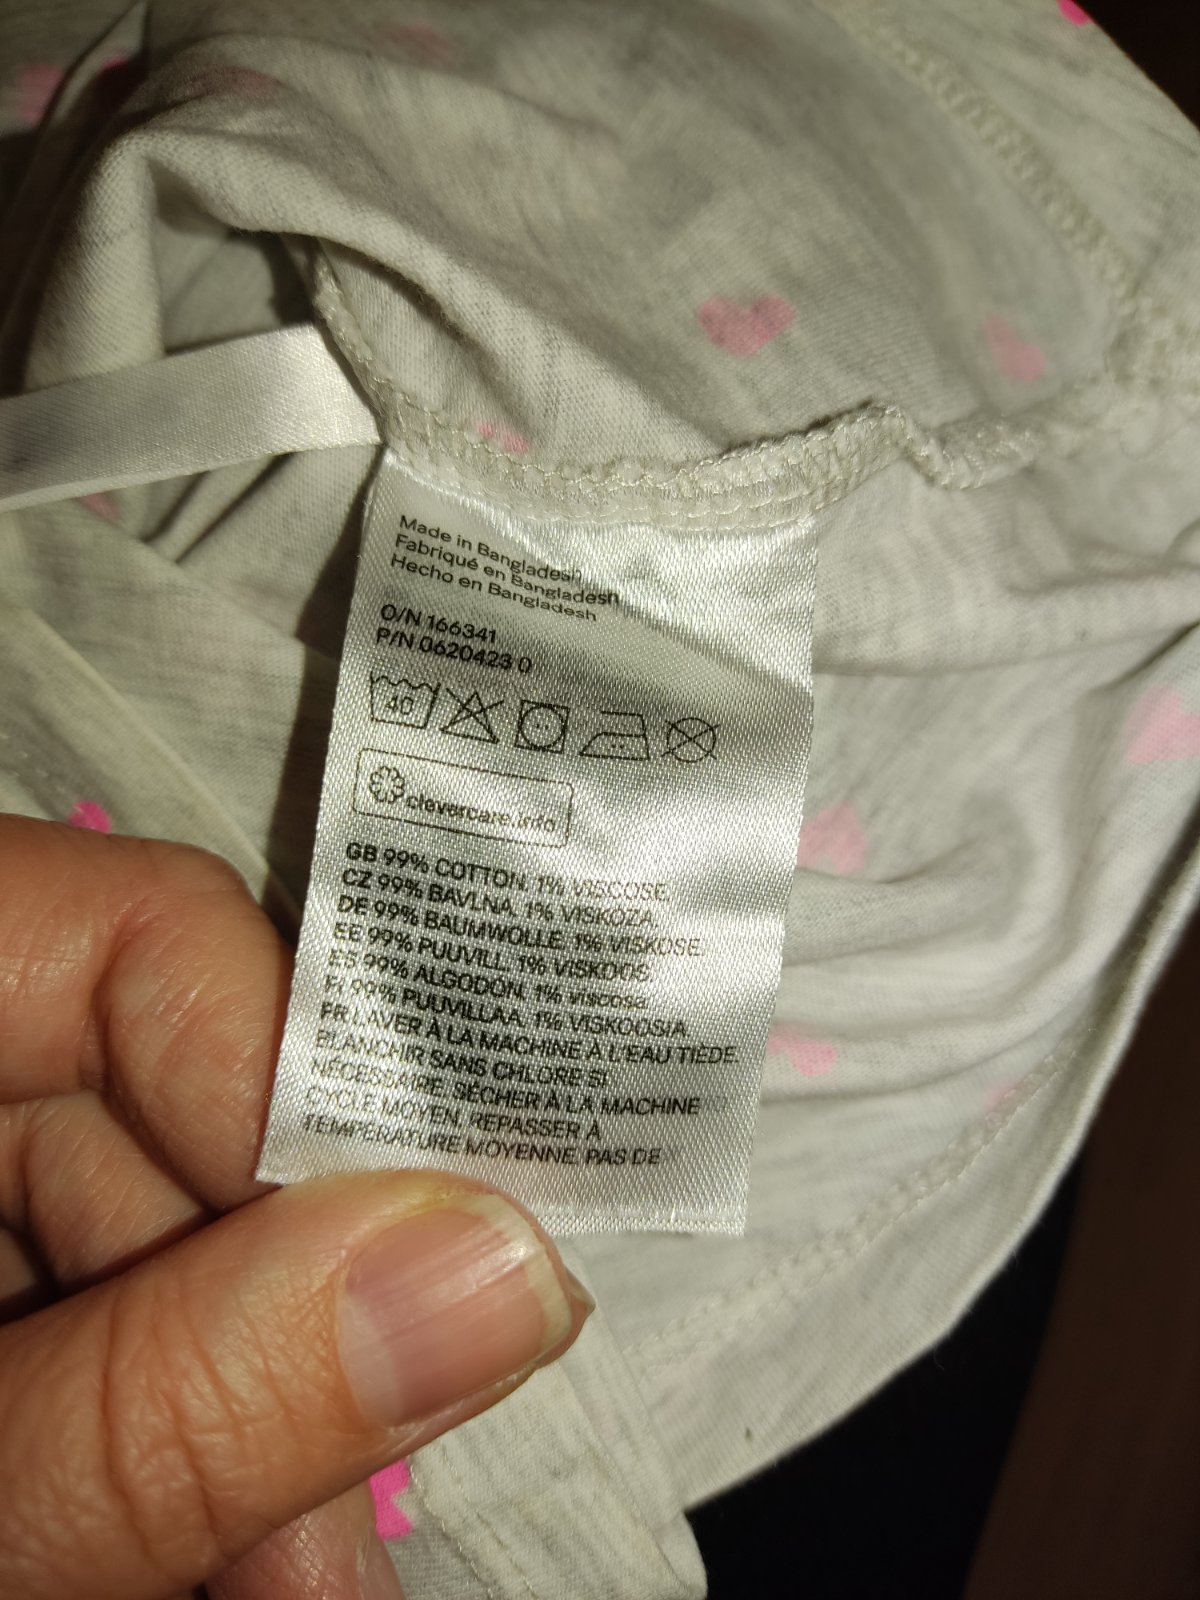 Made in Bangladesh
Fabriqué en Bangladesh
Hecho en Bangladesh
O/N 166341
P/N 0620423 0
40
clevercare.info
GB 99% COTTON, 1% VISCOSE
CZ 99% BAVLNA, 1% VISKOZA
DE 99% BAUMWOLLE, 1% VISKOSE
EE 99% PUUVILL, 1% VISKOOS
ES 99% ALGODÓN, 1% viscosa
FI 99% PUUVILLAA, 1% VISKOOSIA
FR LAVER À LA MACHINE À L'EAU TIÈDE.
BLANCHIR SANS CHLORE SI
NÉCESSAIRE. SÉCHER À LA MACHINE
CYCLE MOYEN. REPASSER À
TEMPÉRATURE MOYENNE. PAS DE